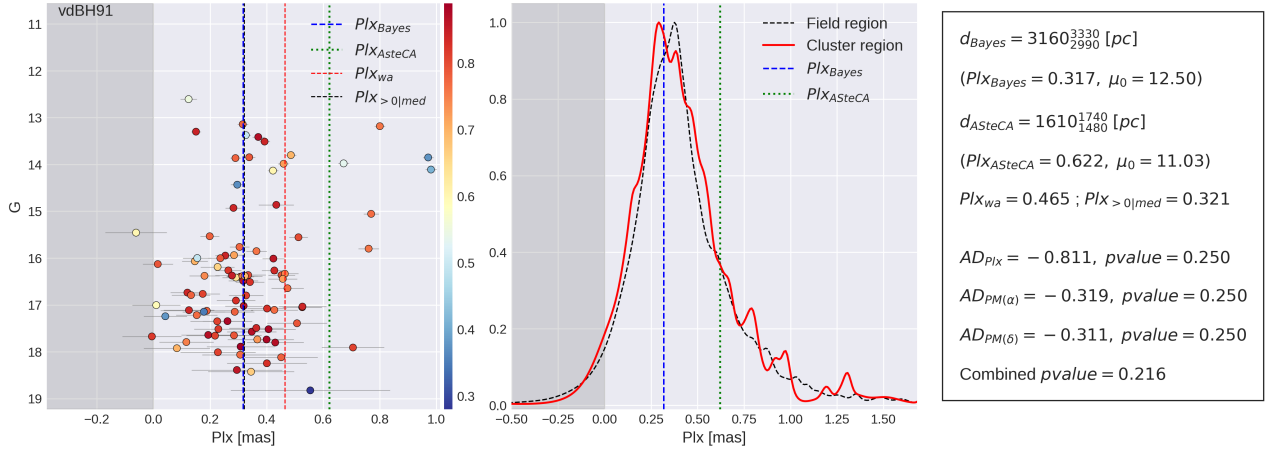 vdBH91
Plx_Bayes
Plx_AsteCA
Plx_wa
Plx_>0|med
11
12
13
14
15
16
17
18
19
G
−0.2
0.0
0.2
0.4
0.6
0.8
1.0
Plx [mas]
0.8
0.7
0.6
0.5
0.4
0.3
Field region
Cluster region
Plx_Bayes
Plx_ASteCA
1.0
0.8
0.6
0.4
0.2
0.0
−0.50
−0.25
0.00
0.25
0.50
0.75
1.00
1.25
1.50
Plx [mas]
d_Bayes = 3160^3330_2990 [pc]
(Plx_Bayes = 0.317, μ_0 = 12.50)
d_ASteCA = 1610^1740_1480 [pc]
(Plx_ASteCA = 0.622, μ_0 = 11.03)
Plx_wa = 0.465 ; Plx_>0|med = 0.321
AD_Plx = −0.811, pvalue = 0.250
AD_PM(α) = −0.319, pvalue = 0.250
AD_PM(δ) = −0.311, pvalue = 0.250
Combined pvalue = 0.216